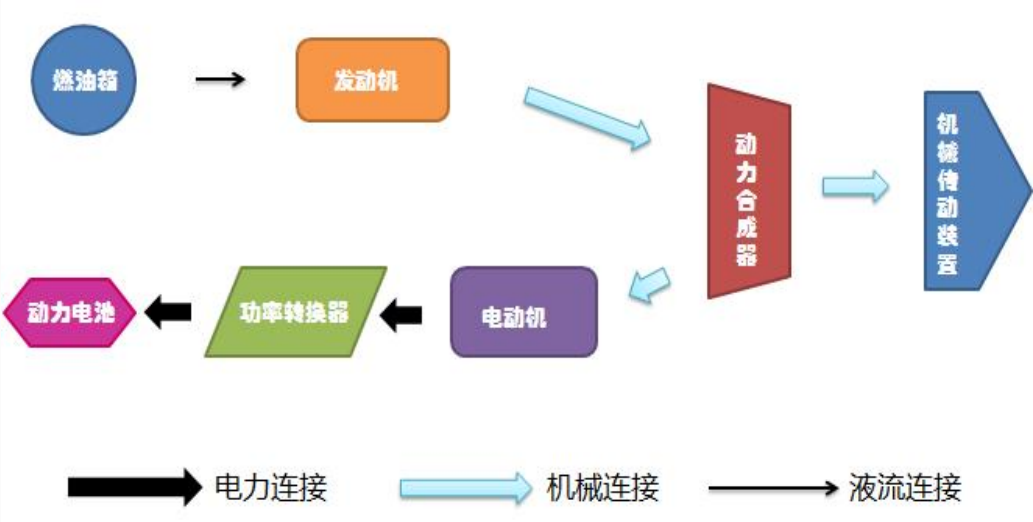 燃油箱
发动机
动力合成器
机械传动装置
动力电池
功率转换器
电动机
电力连接
机械连接
液流连接